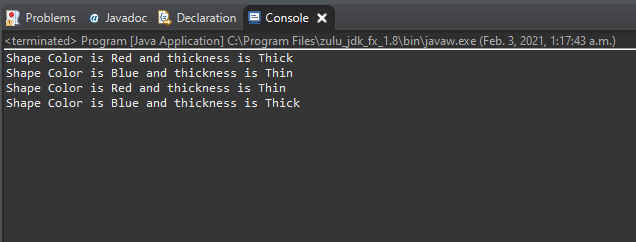 Problems @ Javadoc Declaration Console
<terminated> Program [Java Application] C:\Program Files\zulu_jdk_fx_1.8\bin\javaw.exe (Feb. 3, 2021, 1:17:43 a.m.)
Shape Color is Red and thickness is Thick
Shape Color is Blue and thickness is Thin
Shape Color is Red and thickness is Thin
Shape Color is Blue and thickness is Thick